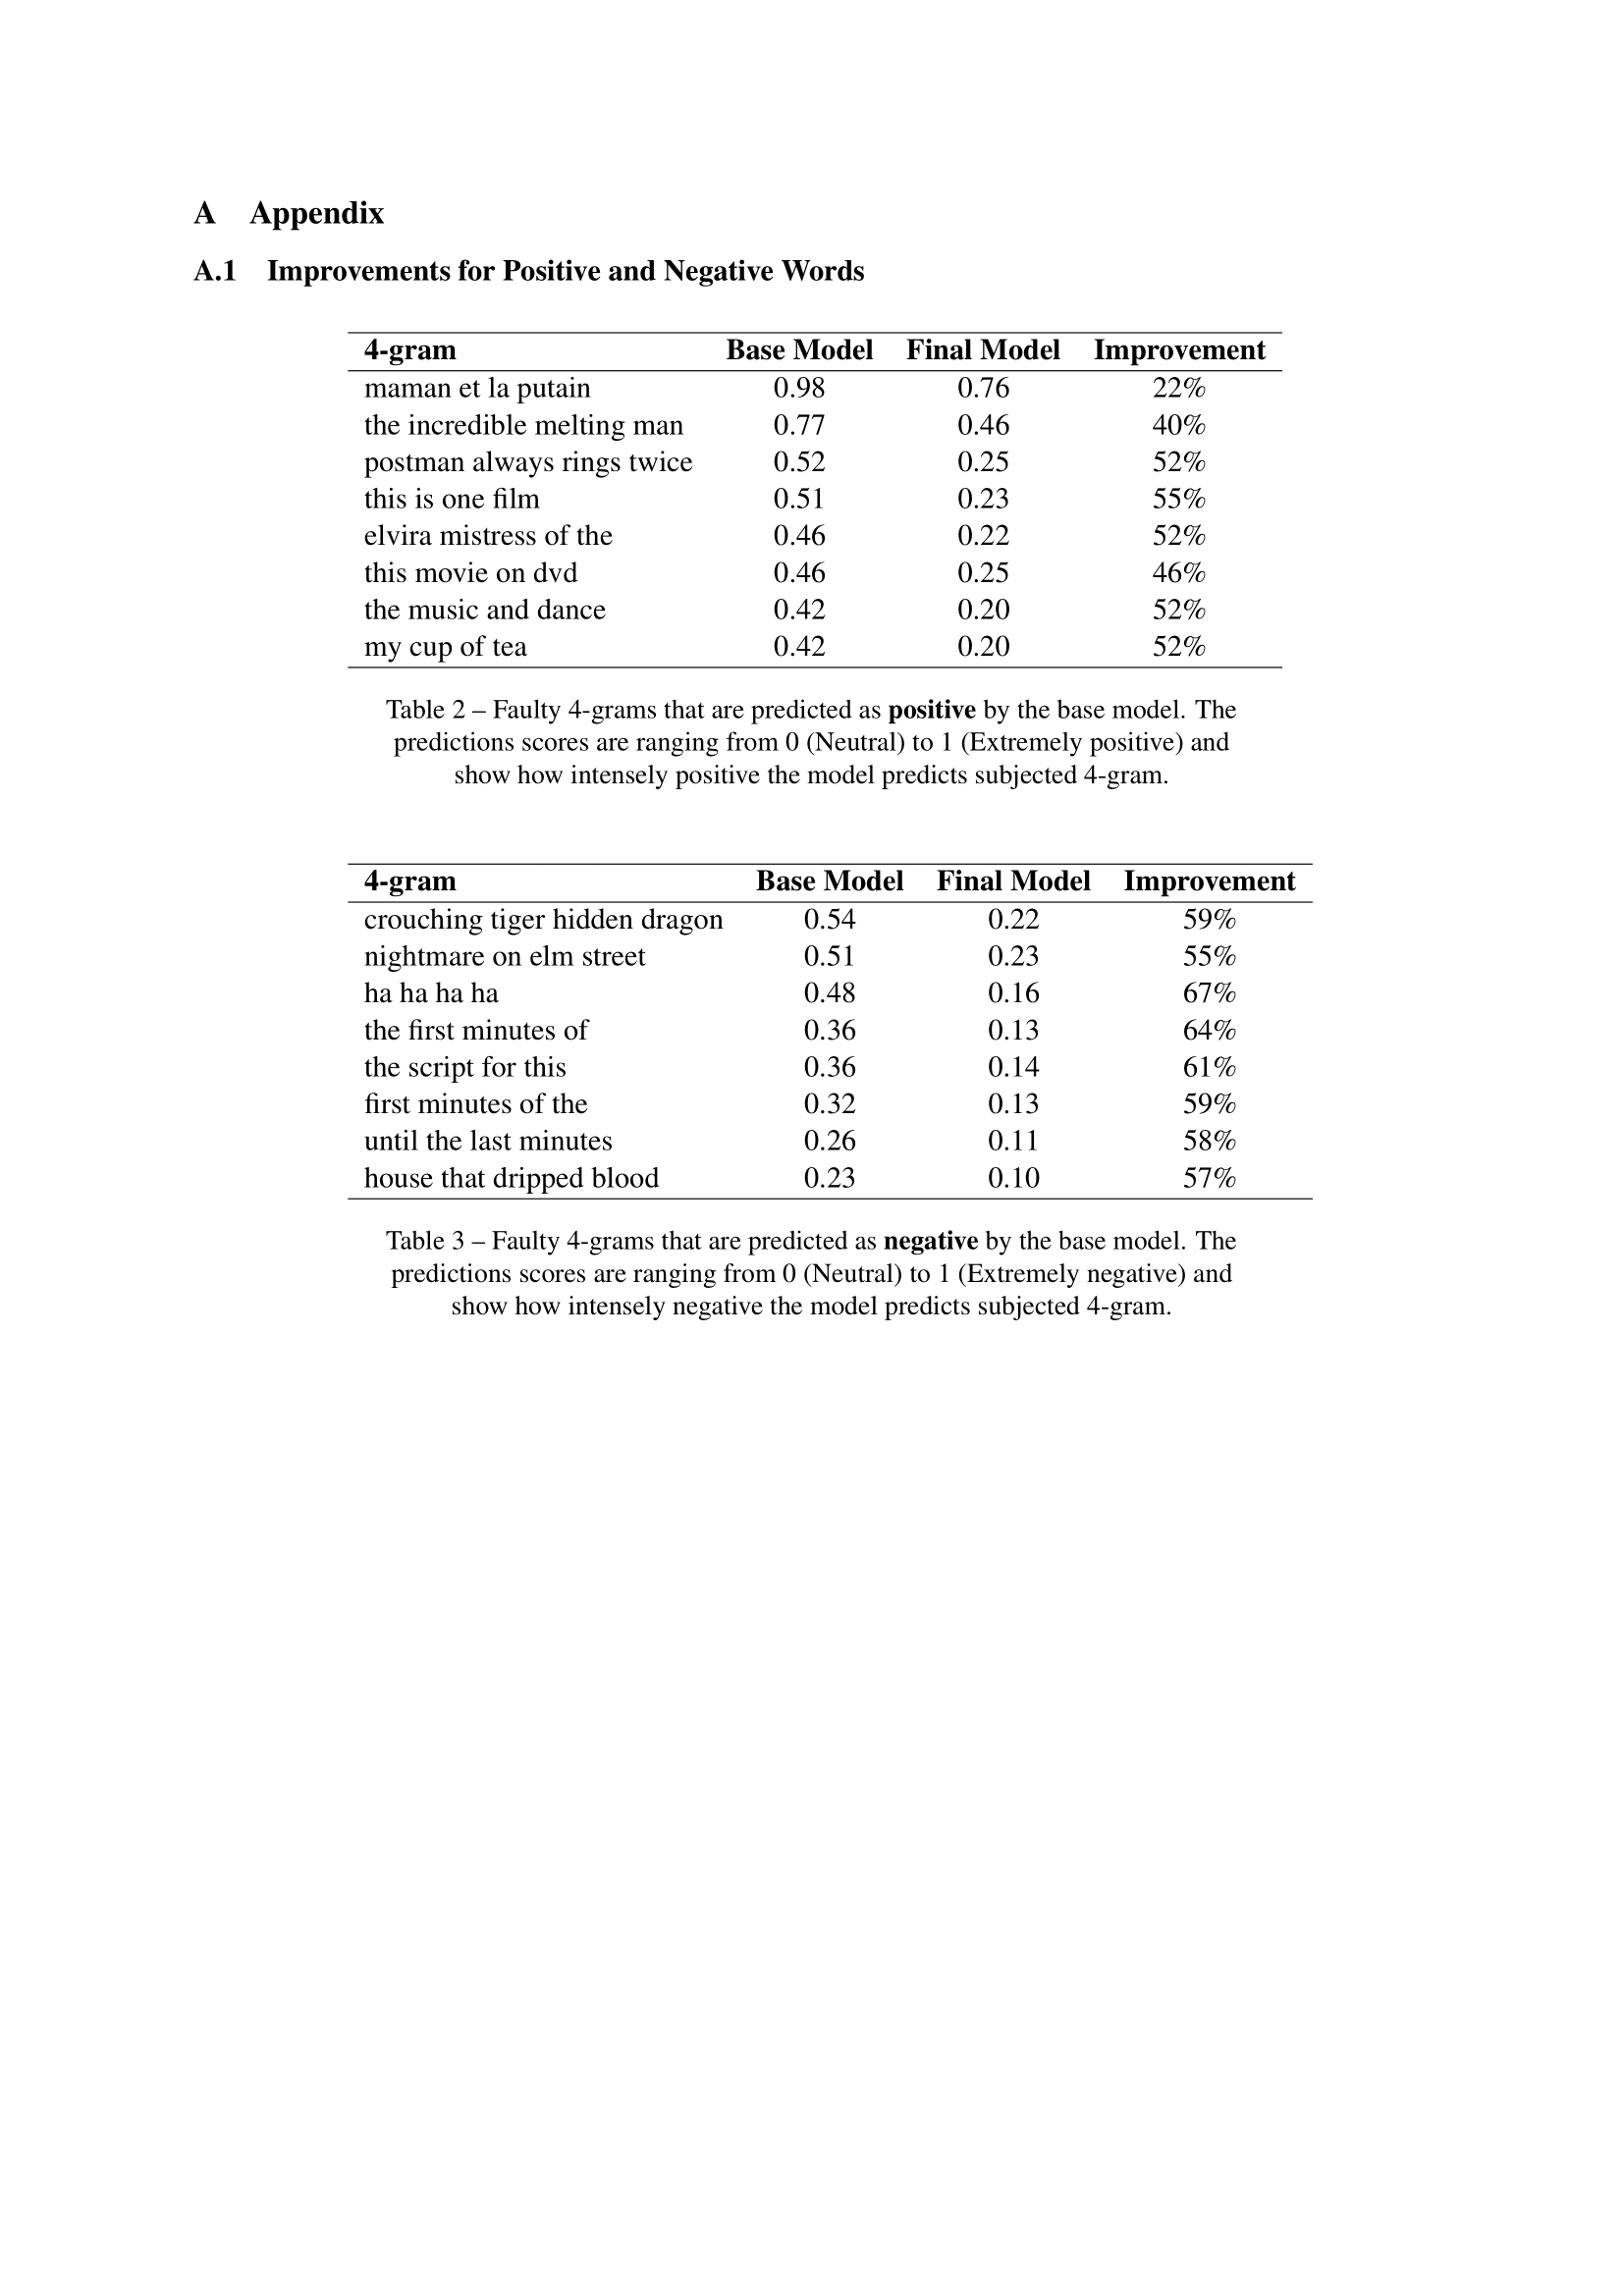 A Appendix
A.1 Improvements for Positive and Negative Words
4-gram Base Model Final Model Improvement
maman et la putain 0.98 0.76 22%
the incredible melting man 0.77 0.46 40%
postman always rings twice 0.52 0.25 52%
this is one film 0.51 0.23 55%
elvira mistress of the 0.46 0.22 52%
this movie on dvd 0.46 0.25 46%
the music and dance 0.42 0.20 52%
my cup of tea 0.42 0.20 52%
Table 2 – Faulty 4-grams that are predicted as positive by the base model. The
predictions scores are ranging from 0 (Neutral) to 1 (Extremely positive) and
show how intensely positive the model predicts subjected 4-gram.
4-gram Base Model Final Model Improvement
crouching tiger hidden dragon 0.54 0.22 59%
nightmare on elm street 0.51 0.23 55%
ha ha ha ha 0.48 0.16 67%
the first minutes of 0.36 0.13 64%
the script for this 0.36 0.14 61%
first minutes of the 0.32 0.13 59%
until the last minutes 0.26 0.11 58%
house that dripped blood 0.23 0.10 57%
Table 3 – Faulty 4-grams that are predicted as negative by the base model. The
predictions scores are ranging from 0 (Neutral) to 1 (Extremely negative) and
show how intensely negative the model predicts subjected 4-gram.